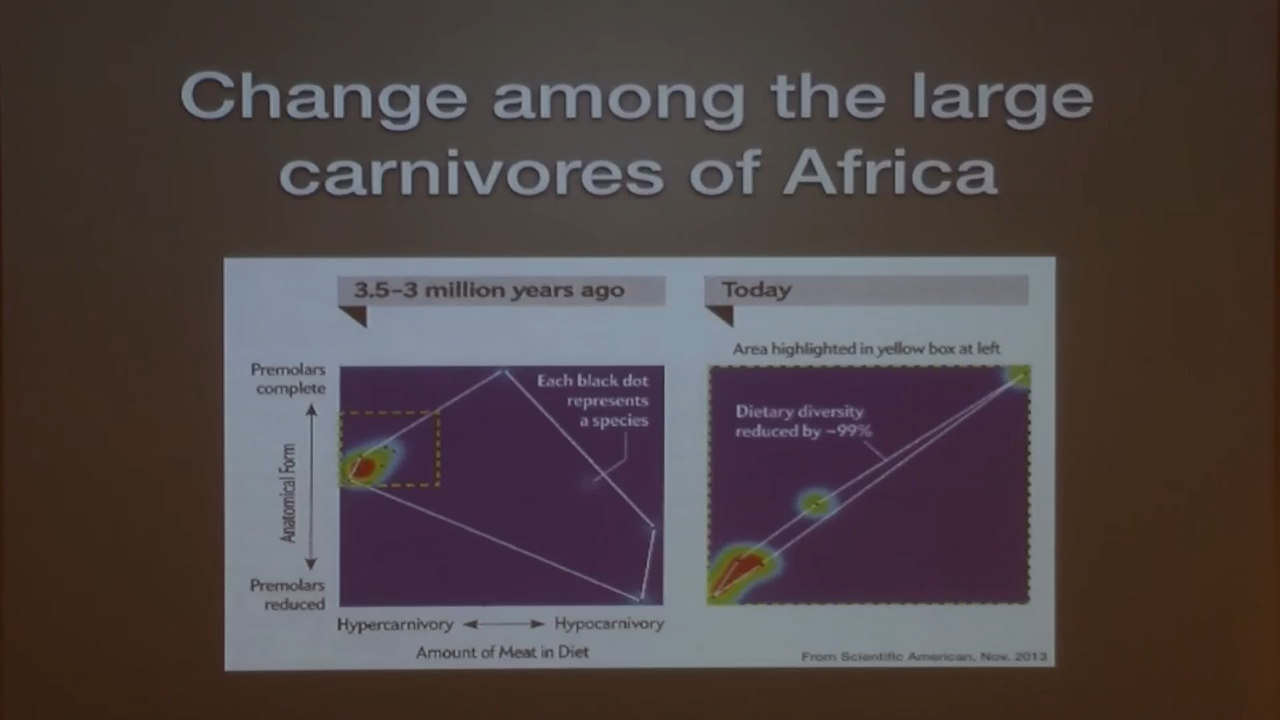 Change among the large
carnivores of Africa
3.5–3 million years ago
Today
Area highlighted in yellow box at left
Premolars
complete
Anatomical Form
Premolars
reduced
Each black dot
represents
a species
Dietary diversity
reduced by ~99%
Hypercarnivory
Hypocarnivory
Amount of Meat in Diet
From Scientific American, Nov. 2013